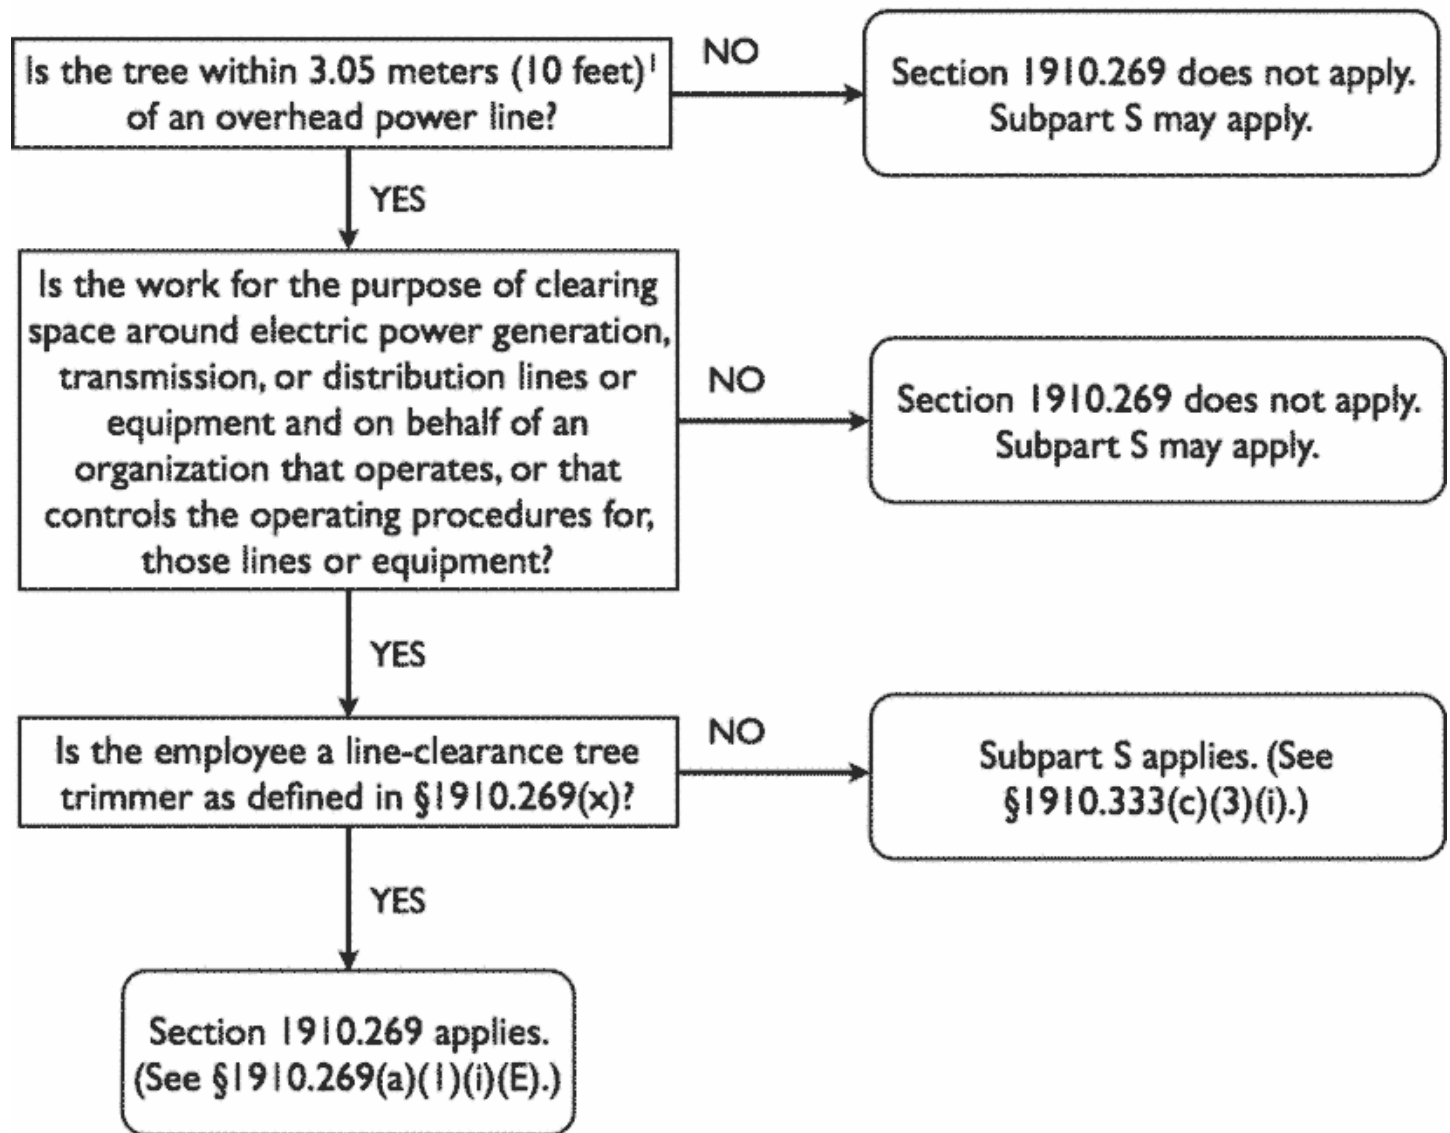 Is the tree within 3.05 meters (10 feet)¹
of an overhead power line?
NO
Section 1910.269 does not apply.
Subpart S may apply.
YES
Is the work for the purpose of clearing
space around electric power generation,
transmission, or distribution lines or
equipment and on behalf of an
organization that operates, or that
controls the operating procedures for,
those lines or equipment?
NO
Section 1910.269 does not apply.
Subpart S may apply.
YES
Is the employee a line-clearance tree
trimmer as defined in §1910.269(x)?
NO
Subpart S applies. (See
§1910.333(c)(3)(i).)
YES
Section 1910.269 applies.
(See §1910.269(a)(1)(i)(E).)